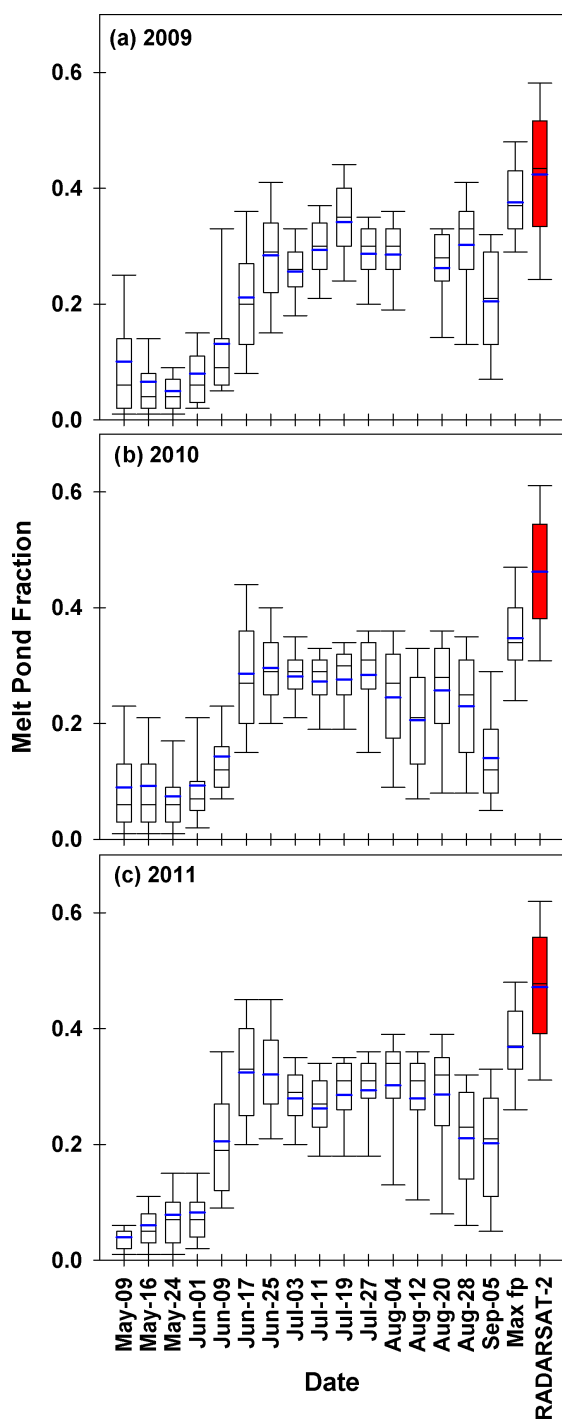 (a) 2009
0.6
0.4
0.2
0.0
(b) 2010
0.6
0.4
0.2
0.0
(c) 2011
0.6
0.4
0.2
0.0
Melt Pond Fraction
May-09
May-16
May-24
Jun-01
Jun-09
Jun-17
Jun-25
Jul-03
Jul-11
Jul-19
Jul-27
Aug-04
Aug-12
Aug-20
Aug-28
Sep-05
Max fp
RADARSAT-2
Date